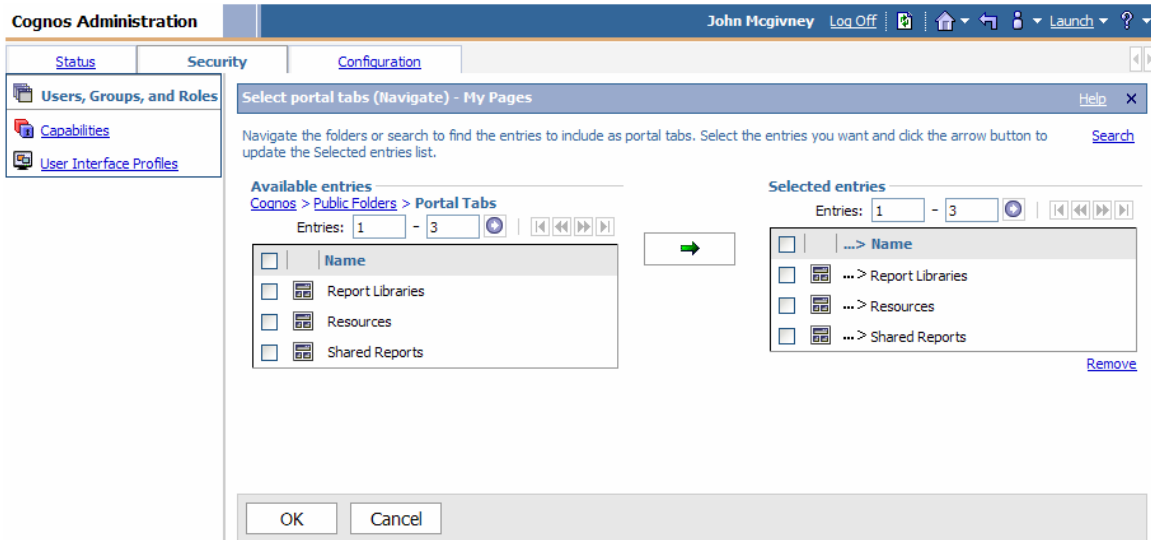 Cognos Administration
John Mcgivney Log Off Launch ?
Status Security Configuration
Users, Groups, and Roles
Capabilities
User Interface Profiles
Select portal tabs (Navigate) - My Pages Help X
Navigate the folders or search to find the entries to include as portal tabs. Select the entries you want and click the arrow button to
update the Selected entries list.
Search
Available entries
Cognos > Public Folders > Portal Tabs
Entries: 1 - 3
Name
Report Libraries
Resources
Shared Reports
Selected entries
Entries: 1 - 3
...> Name
...> Report Libraries
...> Resources
...> Shared Reports
Remove
OK Cancel